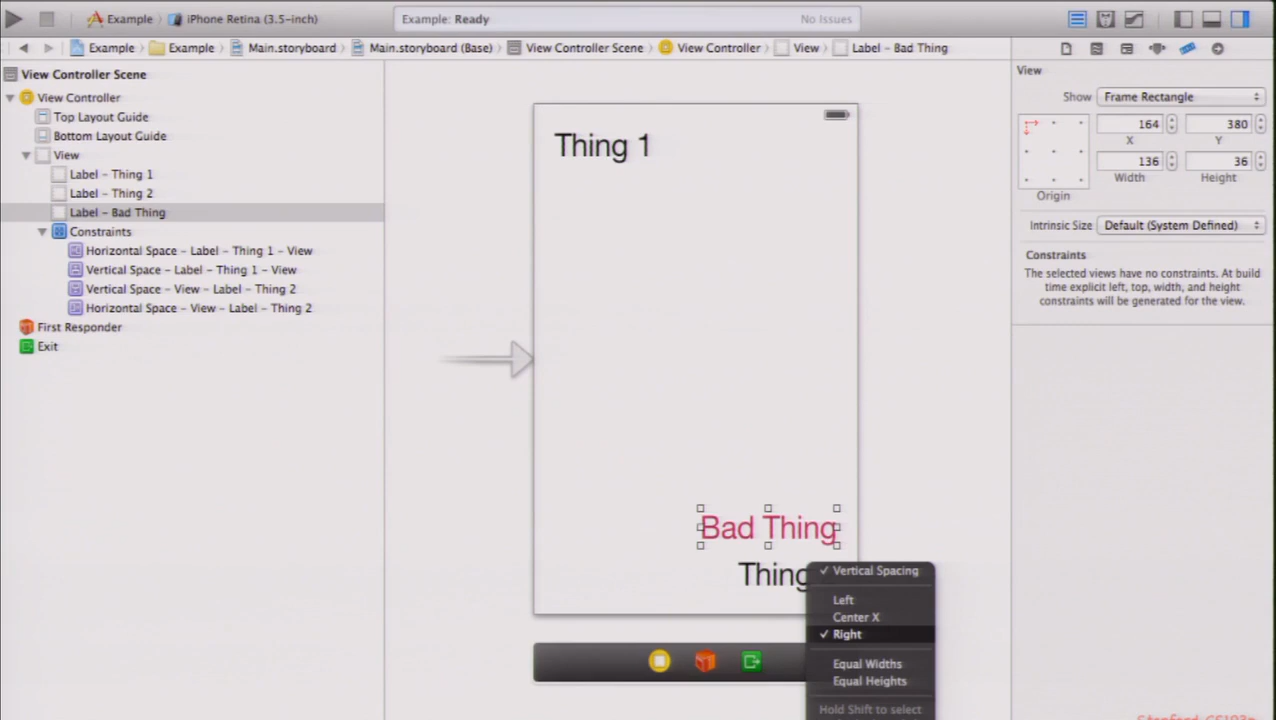 Example
iPhone Retina (3.5-inch)
Example: Ready
No Issues
Example
Example
Main.storyboard
Main.storyboard (Base)
View Controller Scene
View Controller
View
Label - Bad Thing
View Controller Scene
View Controller
Top Layout Guide
Bottom Layout Guide
View
Label - Thing 1
Label - Thing 2
Label - Bad Thing
Constraints
Horizontal Space - Label - Thing 1 - View
Vertical Space - Label - Thing 1 - View
Vertical Space - View - Label - Thing 2
Horizontal Space - View - Label - Thing 2
First Responder
Exit
Thing 1
Bad Thing
Thing
✓ Vertical Spacing
Left
Center X
✓ Right
Equal Widths
Equal Heights
Hold Shift to select
View
Show
Frame Rectangle
164
380
X
Y
136
36
Width
Height
Origin
Intrinsic Size
Default (System Defined)
Constraints
The selected views have no constraints. At build
time explicit left, top, width, and height
constraints will be generated for the view.